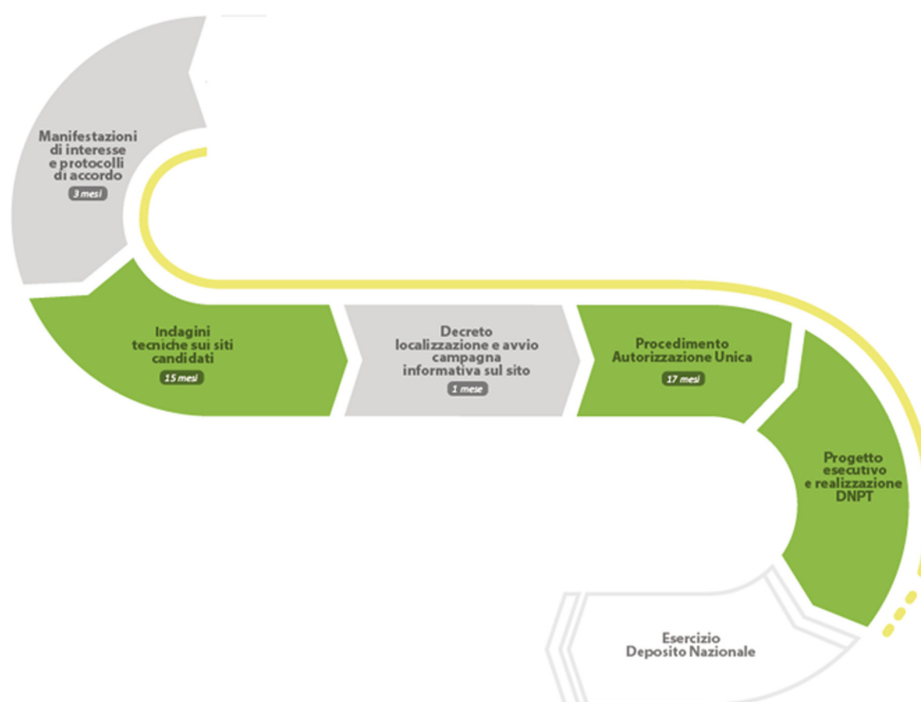 Manifestazioni
di interesse
e protocolli
di accordo
3 mesi
Indagini
tecniche sui siti
candidati
15 mesi
Decreto
localizzazione e avvio
campagna
informativa sul sito
1 mese
Procedimento
Autorizzazione Unica
17 mesi
Progetto
esecutivo
e realizzazione
DNPT
Esercizio
Deposito Nazionale